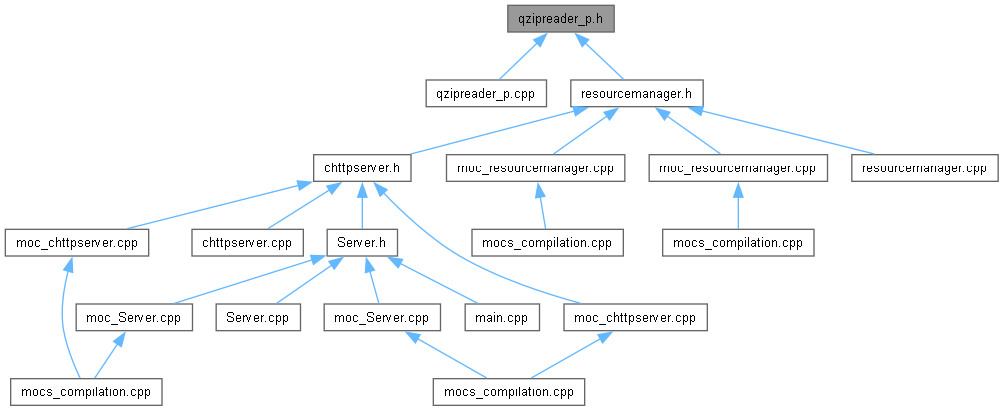 qzipreader_p.h
qzipreader_p.cpp
resourcemanager.h
chttpserver.h
moc_resourcemanager.cpp
moc_resourcemanager.cpp
resourcemanager.cpp
moc_chttpserver.cpp
chttpserver.cpp
Server.h
mocs_compilation.cpp
mocs_compilation.cpp
moc_Server.cpp
Server.cpp
moc_Server.cpp
main.cpp
moc_chttpserver.cpp
mocs_compilation.cpp
mocs_compilation.cpp